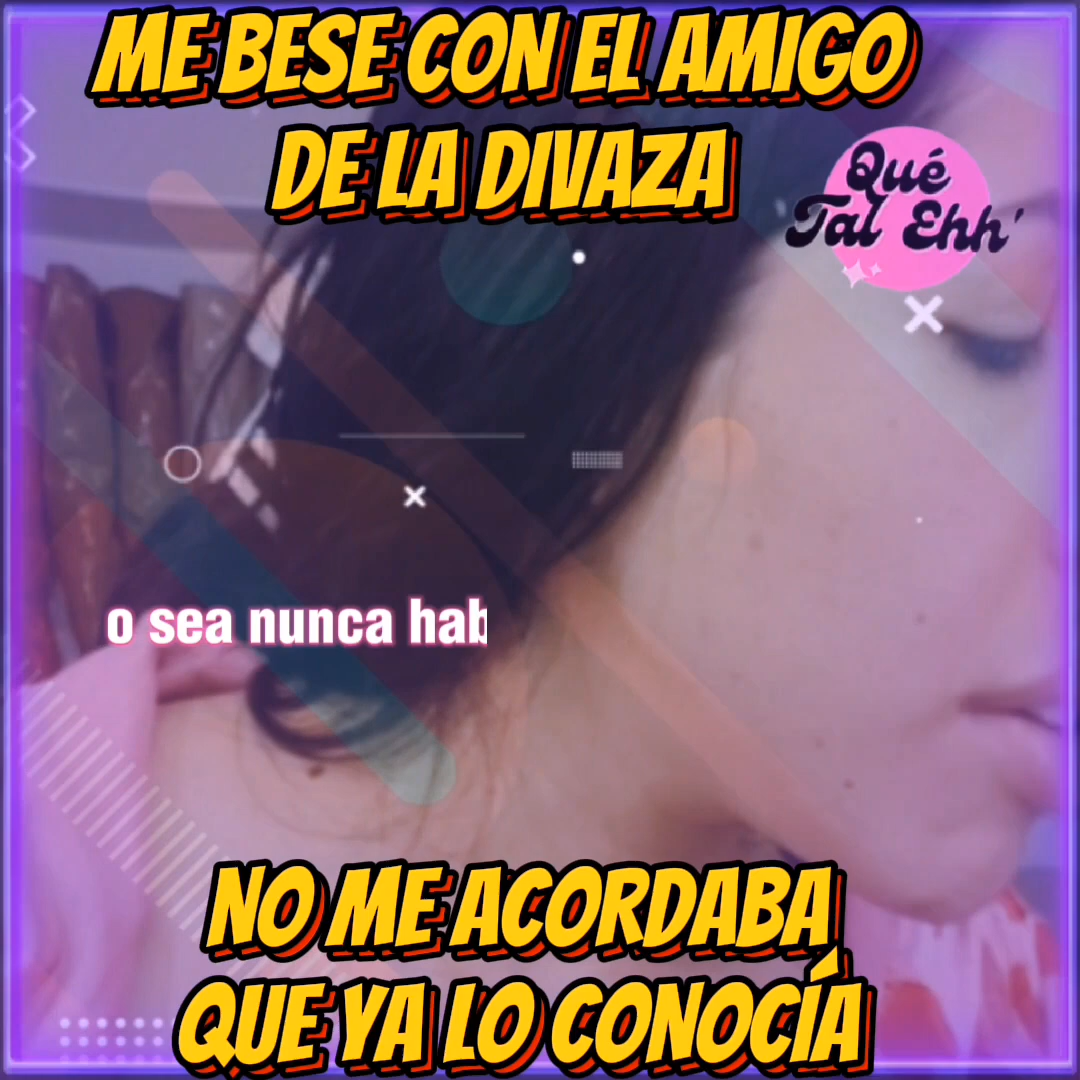 ME BESE CON EL AMIGO
DE LA DIVAZA
Qué
Tal Ehh'
o sea nunca hab
NO ME ACORDABA
QUE YA LO CONOCÍA